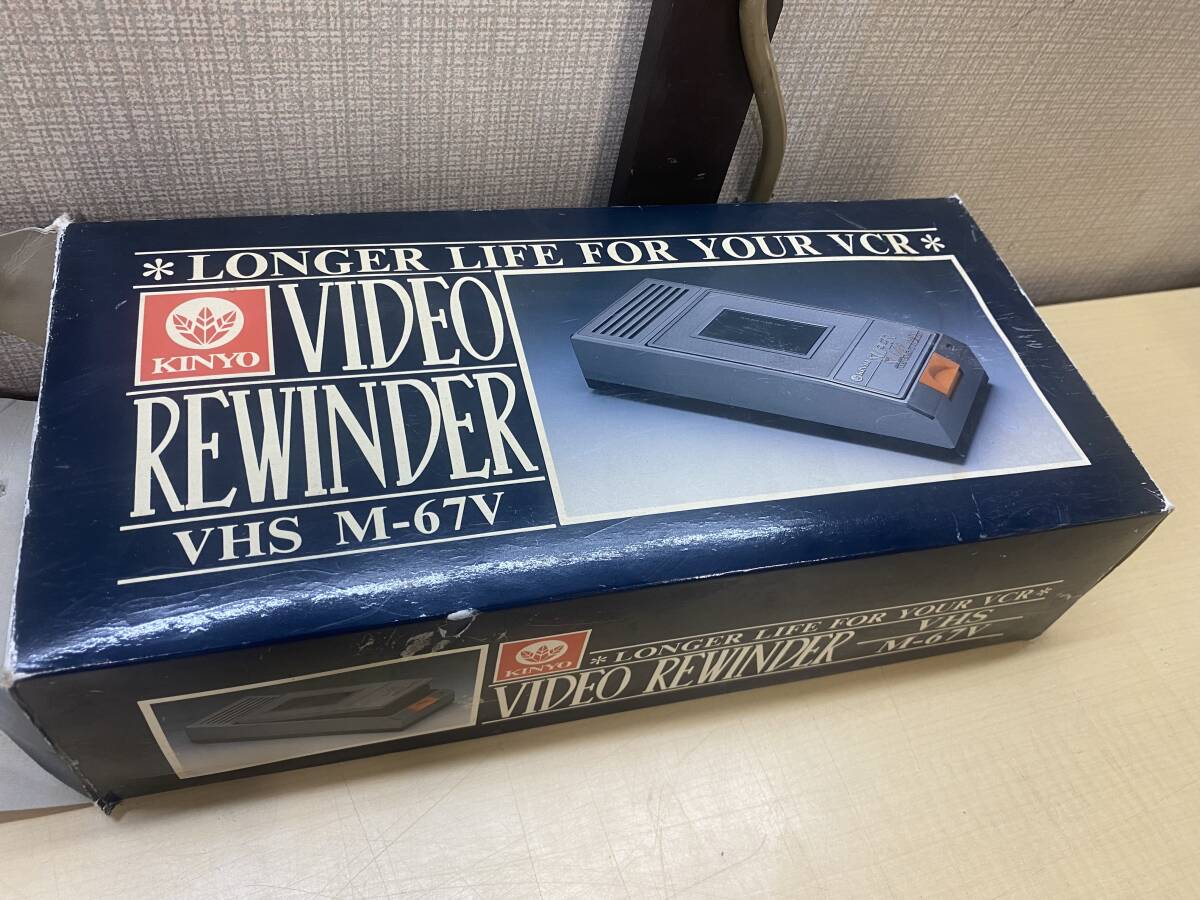 * LONGER LIFE FOR YOUR VCR *
KINYO
VIDEO
REWINDER
VHS M-67V
KINYO
* LONGER LIFE FOR YOUR VCR *
VIDEO REWINDER
VHS
M-67V